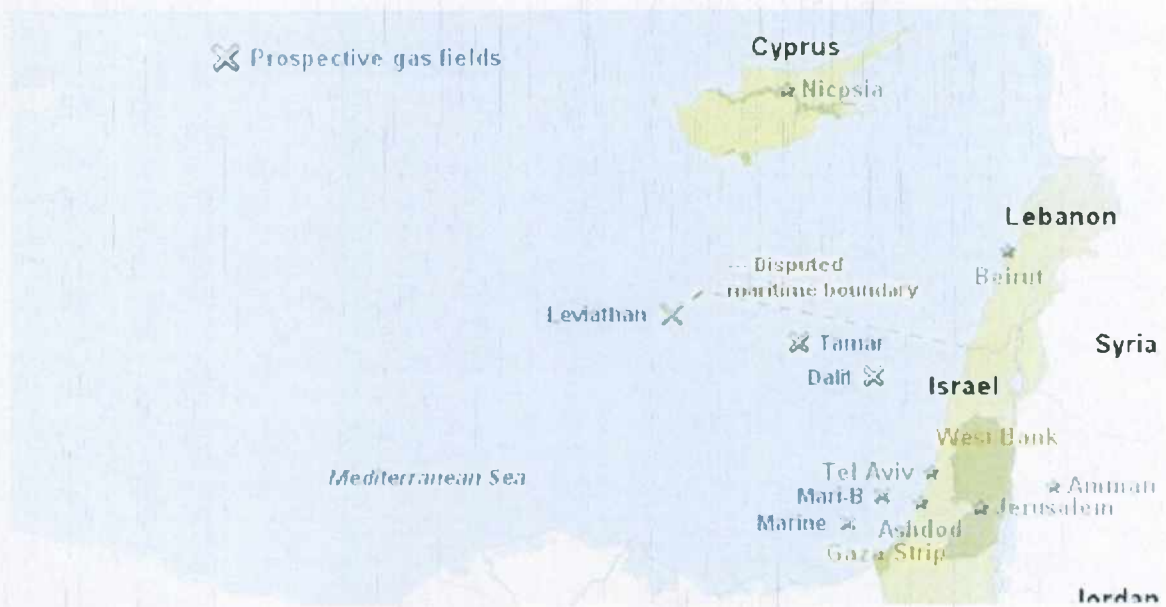 Prospective gas fields
Cyprus
Nicosia
Lebanon
Beirut
--- Disputed
maritime boundary
Leviathan
Tamar
Syria
Dalit
Israel
West Bank
Mediterranean Sea
Tel Aviv
Amman
Mari-B
Jerusalem
Marine
Ashdod
Gaza Strip
Jordan